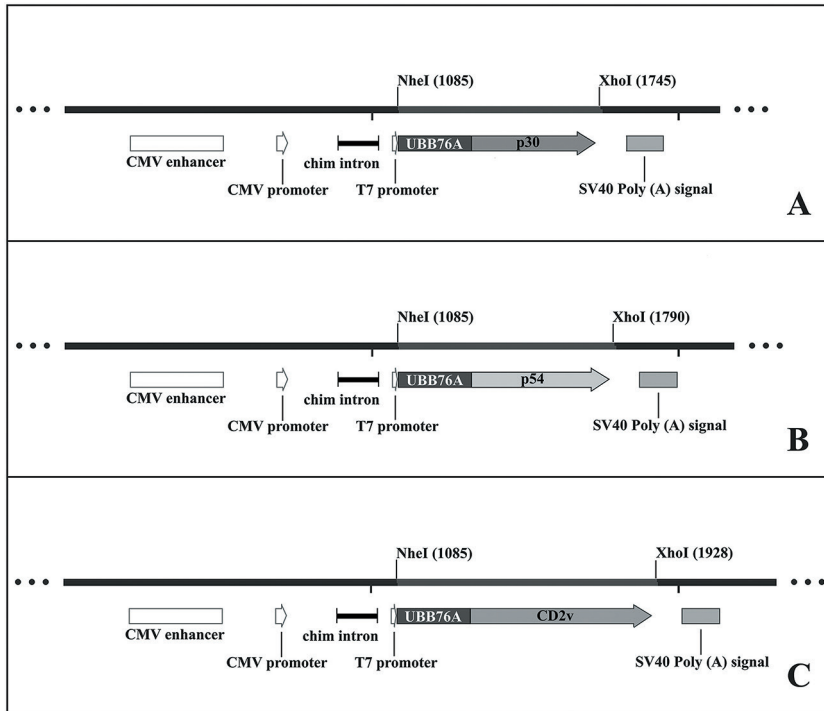 NheI (1085) XhoI (1745)
UBB76A p30
CMV enhancer chim intron
CMV promoter T7 promoter SV40 Poly (A) signal
A
NheI (1085) XhoI (1790)
UBB76A p54
CMV enhancer chim intron
CMV promoter T7 promoter SV40 Poly (A) signal
B
NheI (1085) XhoI (1928)
UBB76A CD2v
CMV enhancer chim intron
CMV promoter T7 promoter SV40 Poly (A) signal
C